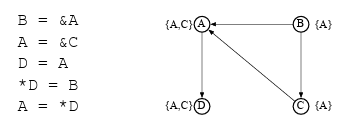 B = &A
A = &C
D = A
*D = B
A = *D
{A,C} A B {A}
{A,C} D C {A}